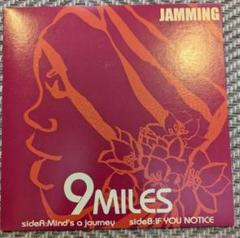 JAMMING
9MILES
sideA:Mind's a journey    sideB:IF YOU NOTICE